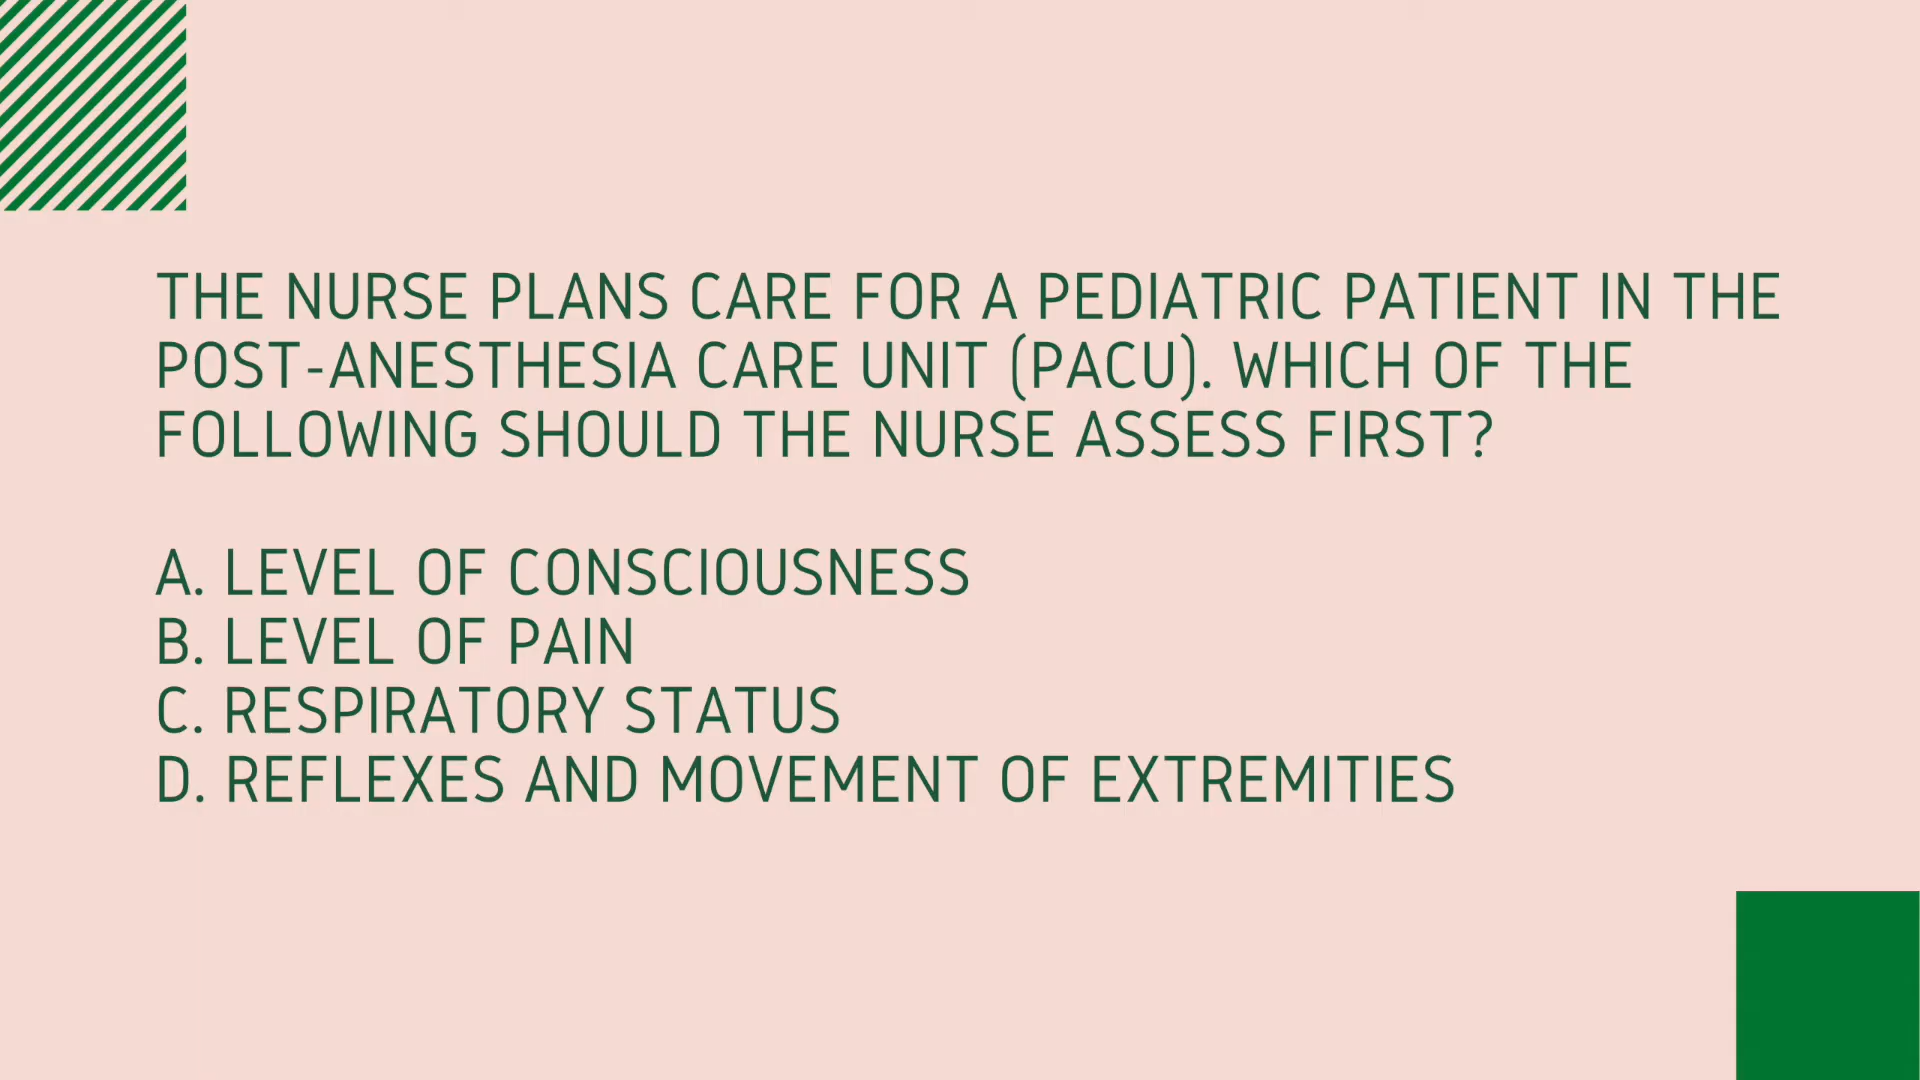 THE NURSE PLANS CARE FOR A PEDIATRIC PATIENT IN THE
POST-ANESTHESIA CARE UNIT (PACU). WHICH OF THE
FOLLOWING SHOULD THE NURSE ASSESS FIRST?
A. LEVEL OF CONSCIOUSNESS
B. LEVEL OF PAIN
C. RESPIRATORY STATUS
D. REFLEXES AND MOVEMENT OF EXTREMITIES